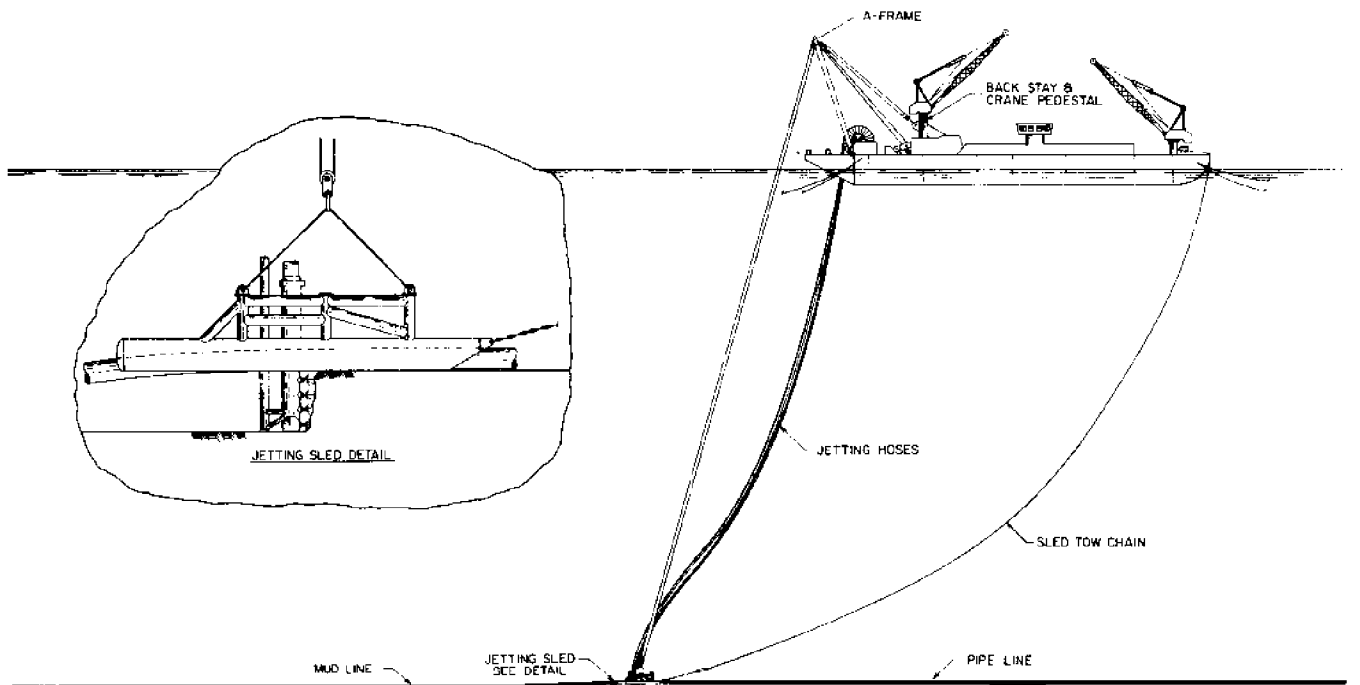 A-FRAME
BACK STAY &
CRANE PEDESTAL
JETTING SLED DETAIL
JETTING HOSES
SLED TOW CHAIN
MUD LINE
JETTING SLED
SEE DETAIL
PIPE LINE